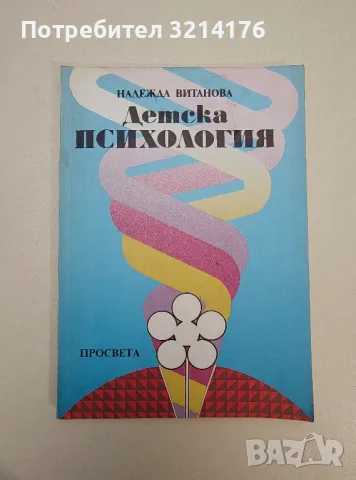 Потребител 3214176
НАДЕЖДА ВИТАНОВА
Детска
ПСИХОЛОГИЯ
ПРОСВЕТА
BAZAR